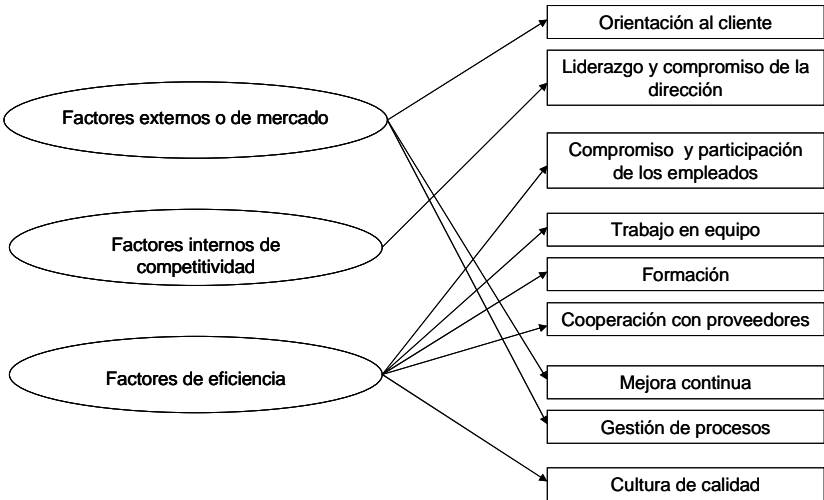 Factores externos o de mercado
Factores internos de
competitividad
Factores de eficiencia
Orientación al cliente
Liderazgo y compromiso de la
dirección
Compromiso y participación
de los empleados
Trabajo en equipo
Formación
Cooperación con proveedores
Mejora continua
Gestión de procesos
Cultura de calidad